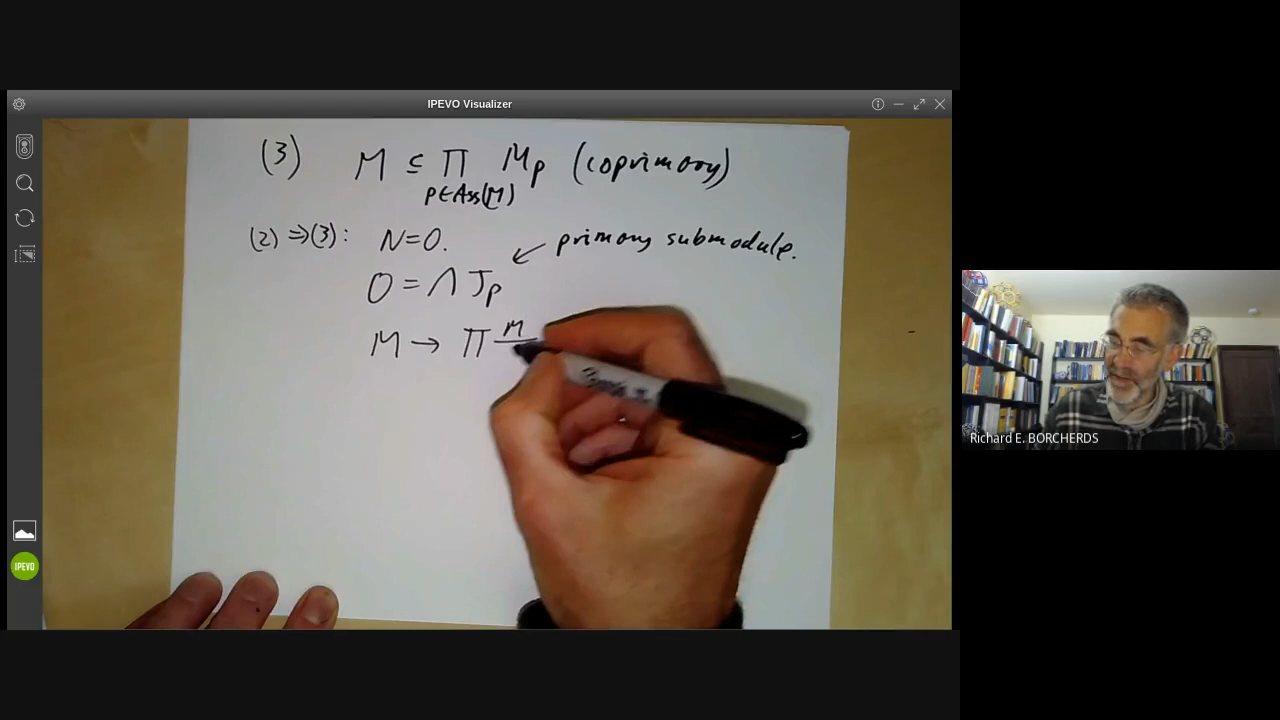 IPEVO Visualizer
(3) M ⊆ Π M_P (coprimary)
P∈Ass(M)
(2) ⇒ (3): N=0.
primary submodule.
0 = ∩ J_P
M → Π M
IPEVO
Richard E. BORCHERDS